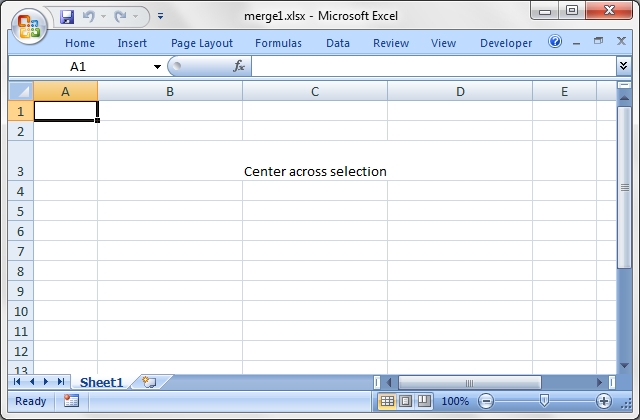 merge1.xlsx - Microsoft Excel
Home Insert Page Layout Formulas Data Review View Developer
A1 fx
A B C D E
1
2
3 Center across selection
4
5
6
7
8
9
10
11
12
13
Sheet1
Ready 100%